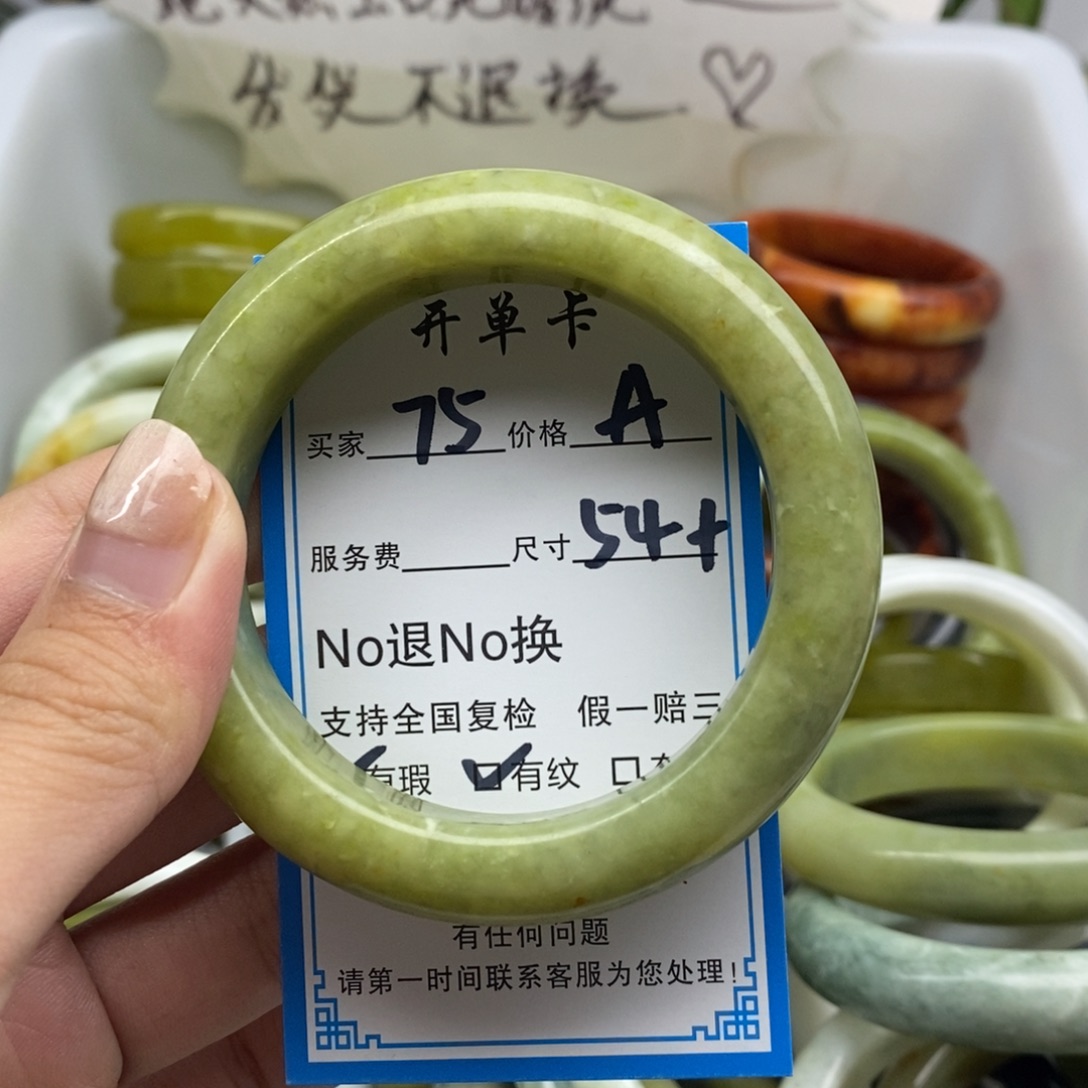 售货不退换
开单卡
买家 75 价格 A
服务费 尺寸 54+
No退No换
支持全国复检 假一赔三
有瑕 有纹
有任何问题
请第一时间联系客服为您处理!